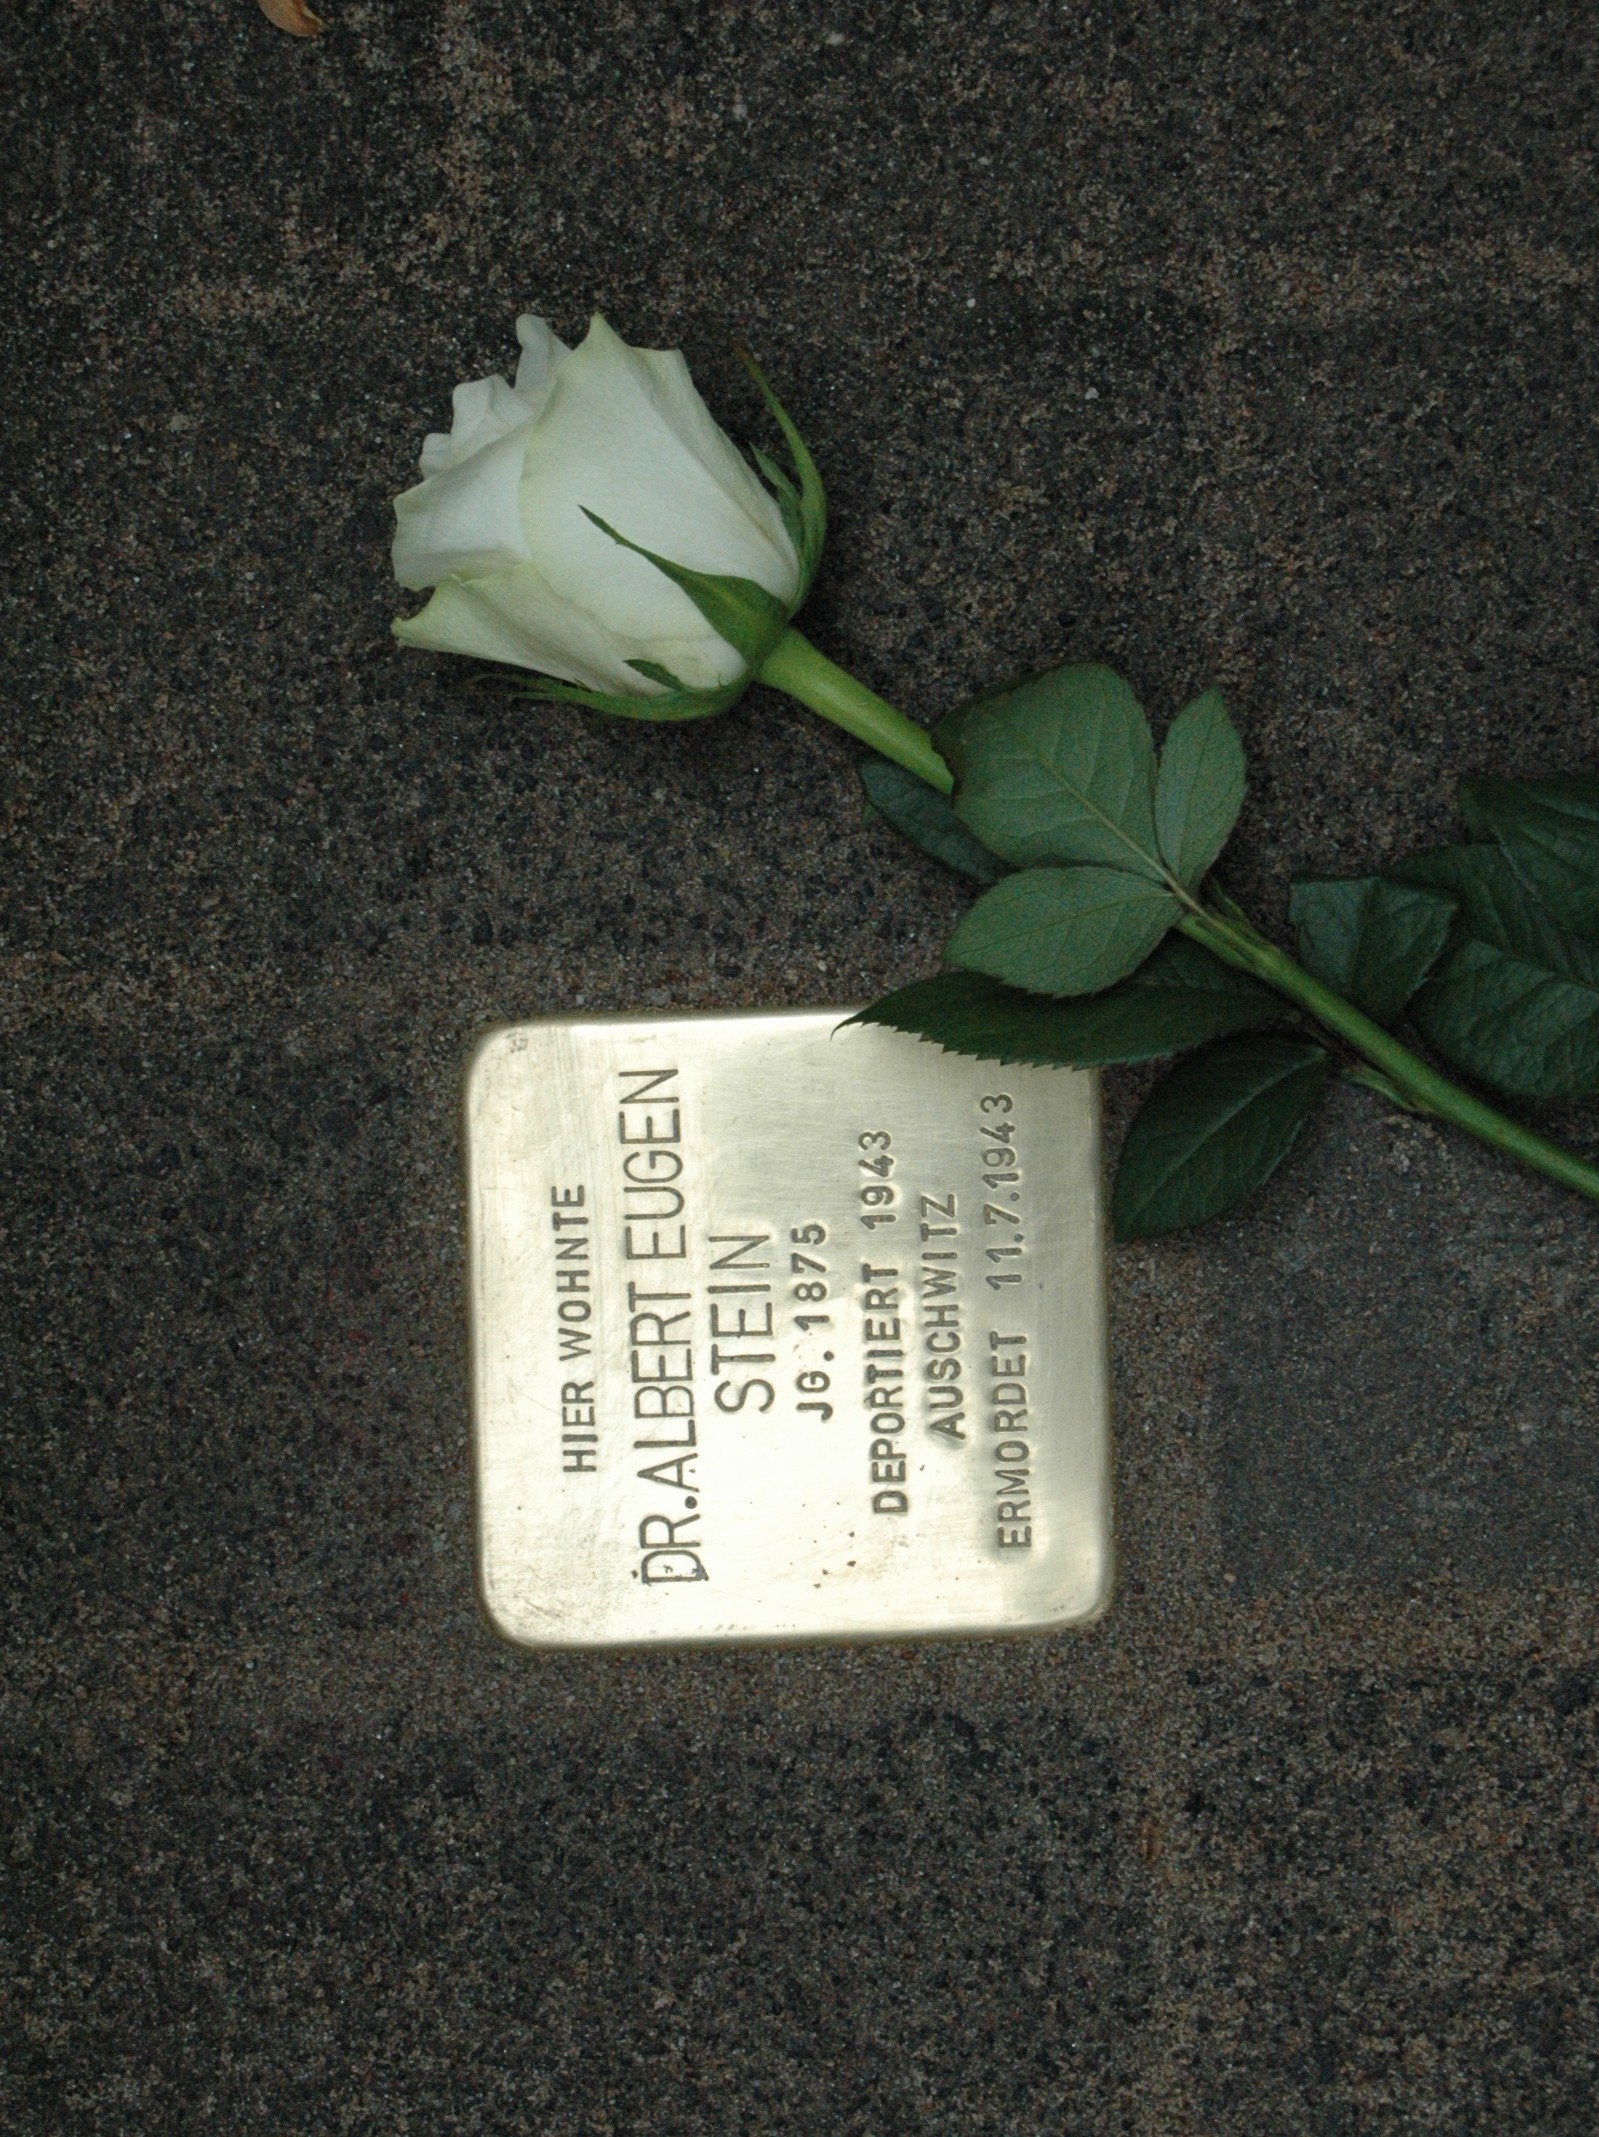 HIER WOHNTE
DR. ALBERT EUGEN
STEIN
JG. 1875
DEPORTIERT 1943
AUSCHWITZ
ERMORDET 11.7.1943